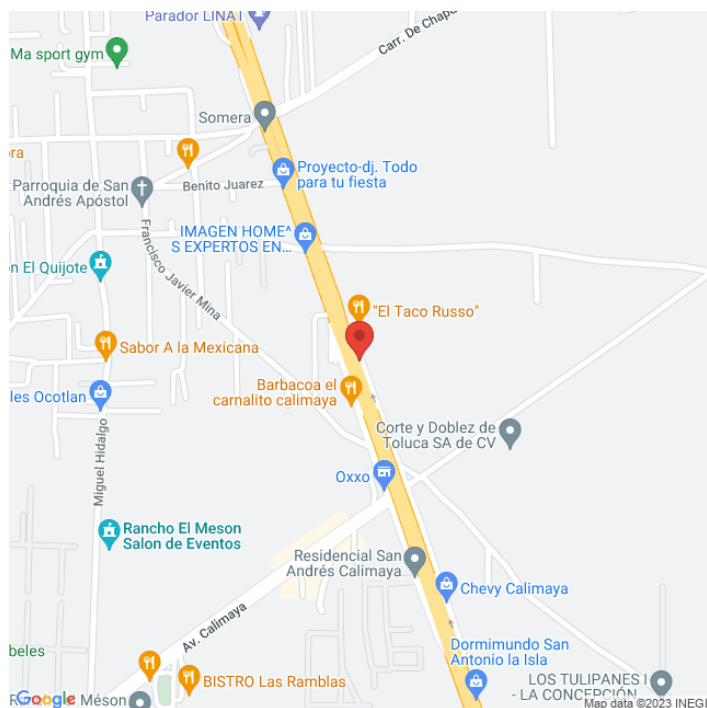 Parador LINA I
Ma sport gym
Carr. De Chapu
Somera
ora
Proyecto-dj. Todo
para tu fiesta
Parroquia de San
Andrés Apóstol
Benito Juarez
Francisco Javier Mina
IMAGEN HOME^
S EXPERTOS EN...
on El Quijote
"El Taco Russo"
Sabor A la Mexicana
Barbacoa el
carnalito calimaya
les Ocotlan
Corte y Doblez de
Toluca SA de CV
Miguel Hidalgo
Oxxo
Rancho El Meson
Salon de Eventos
Residencial San
Andrés Calimaya
Chevy Calimaya
Av. Calimaya
beles
Dormimundo San
Antonio la Isla
BISTRO Las Ramblas
LOS TULIPANES I
- LA CONCEPCIÓN
Méson
Google
Map data ©2023 INEGI